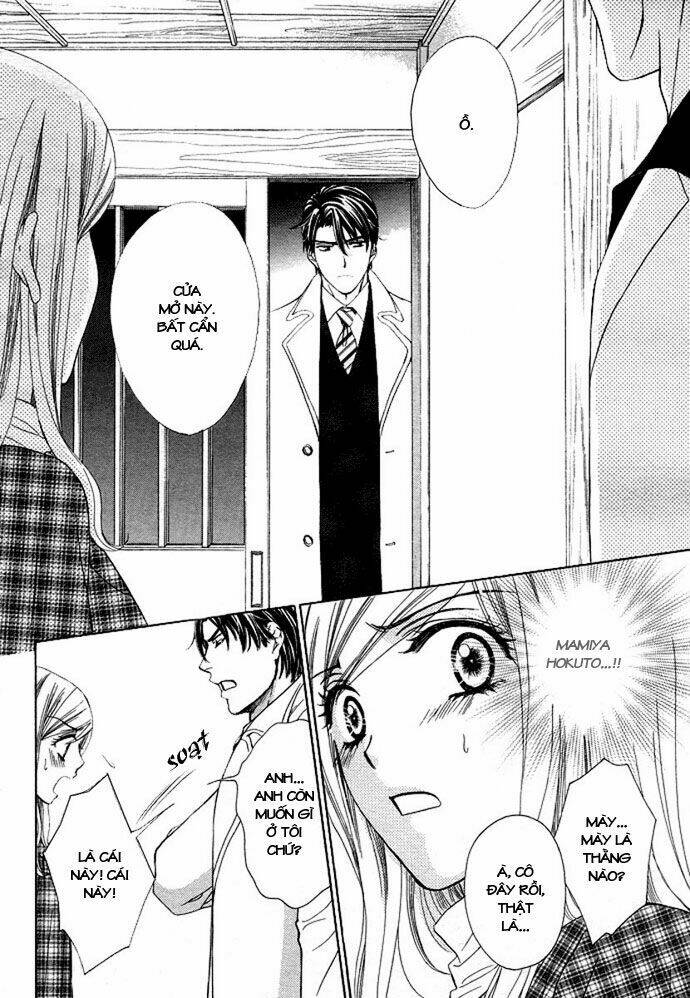 Ồ.
CỬA
MỞ NÀY.
BẤT CẨN
QUÁ.
MAMIYA
HOKUTO...!!
MÀY...
MÀY LÀ
THẰNG
NÀO?
À, CÔ
ĐÂY RỒI,
THẬT
LÀ...
ANH...
ANH CÒN
MUỐN GÌ
Ở TÔI
CHỨ?
SOẠT
LÀ CÁI
NÀY! CÁI
NÀY!